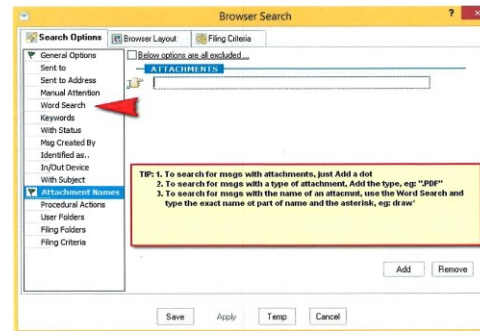 Browser Search
?
Search Options
Browser Layout
Filing Criteria
General Options
Sent to
Sent to Address
Manual Attention
Word Search
Keywords
With Status
Msg Created By
Identified as..
In/Out Device
With Subject
Attachment Names
Procedural Actions
User Folders
Filing Folders
Filing Criteria
Below options are all excluded...
ATTACHMENTS
TIP: 1. To search for msgs with attachments, just Add a dot
2. To search for msgs with a type of attachment, Add the type, eg: ".PDF"
3. To search for msgs with the name of an attacmnt, use the Word Search and
type the exact name ot part of name and the asterisk, eg: draw*
Add
Remove
Save
Apply
Temp
Cancel